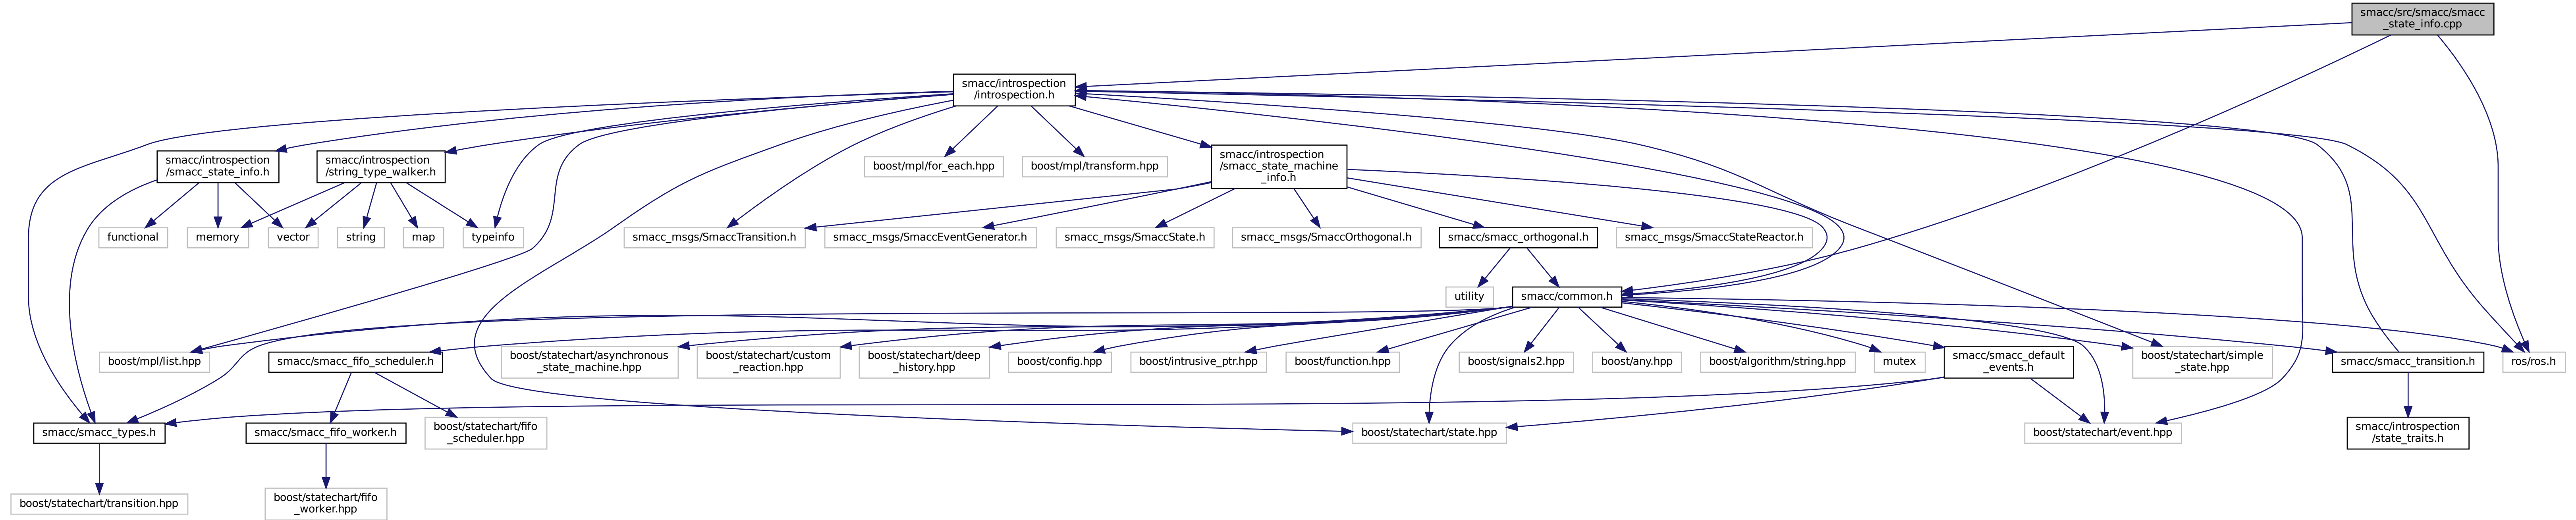 smacc/src/smacc/smacc
_state_info.cpp
smacc/introspection
/introspection.h
smacc/introspection
/smacc_state_info.h
smacc/introspection
/string_type_walker.h
boost/mpl/for_each.hpp
boost/mpl/transform.hpp
smacc/introspection
/smacc_state_machine
_info.h
functional
memory
vector
string
map
typeinfo
smacc_msgs/SmaccTransition.h
smacc_msgs/SmaccEventGenerator.h
smacc_msgs/SmaccState.h
smacc_msgs/SmaccOrthogonal.h
smacc/smacc_orthogonal.h
smacc_msgs/SmaccStateReactor.h
utility
smacc/common.h
boost/mpl/list.hpp
smacc/smacc_fifo_scheduler.h
boost/statechart/asynchronous
_state_machine.hpp
boost/statechart/custom
_reaction.hpp
boost/statechart/deep
_history.hpp
boost/config.hpp
boost/intrusive_ptr.hpp
boost/function.hpp
boost/signals2.hpp
boost/any.hpp
boost/algorithm/string.hpp
mutex
smacc/smacc_default
_events.h
boost/statechart/simple
_state.hpp
smacc/smacc_transition.h
ros/ros.h
smacc/smacc_types.h
smacc/smacc_fifo_worker.h
boost/statechart/fifo
_scheduler.hpp
boost/statechart/state.hpp
boost/statechart/event.hpp
smacc/introspection
/state_traits.h
boost/statechart/transition.hpp
boost/statechart/fifo
_worker.hpp